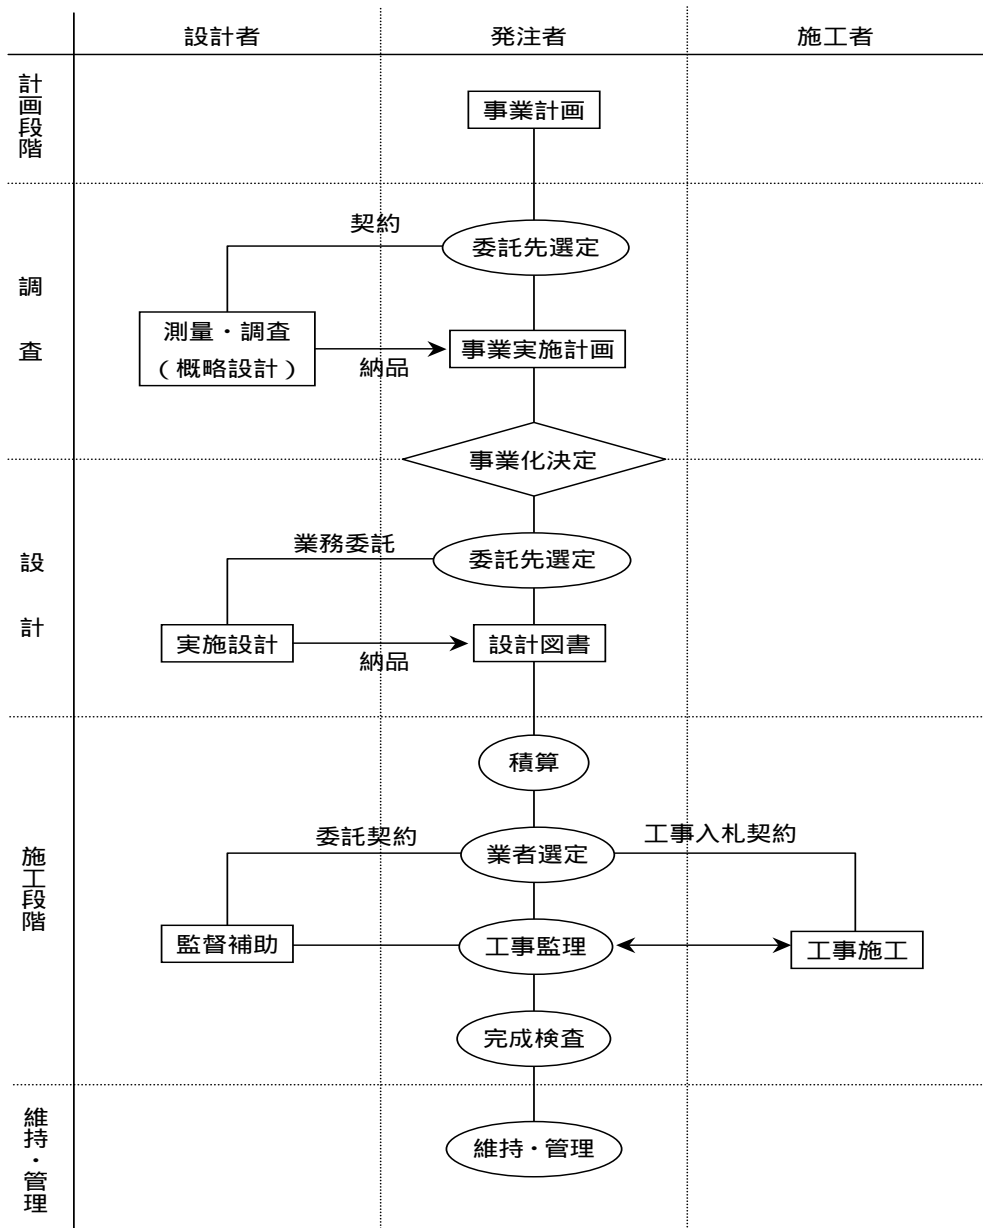 設計者
発注者
施工者
計画段階
事業計画
調査
契約
委託先選定
測量・調査
(概略設計)
納品
事業実施計画
事業化決定
設計
業務委託
委託先選定
実施設計
納品
設計図書
施工段階
積算
委託契約
業者選定
工事入札契約
監督補助
工事監理
工事施工
完成検査
維持・管理
維持・管理